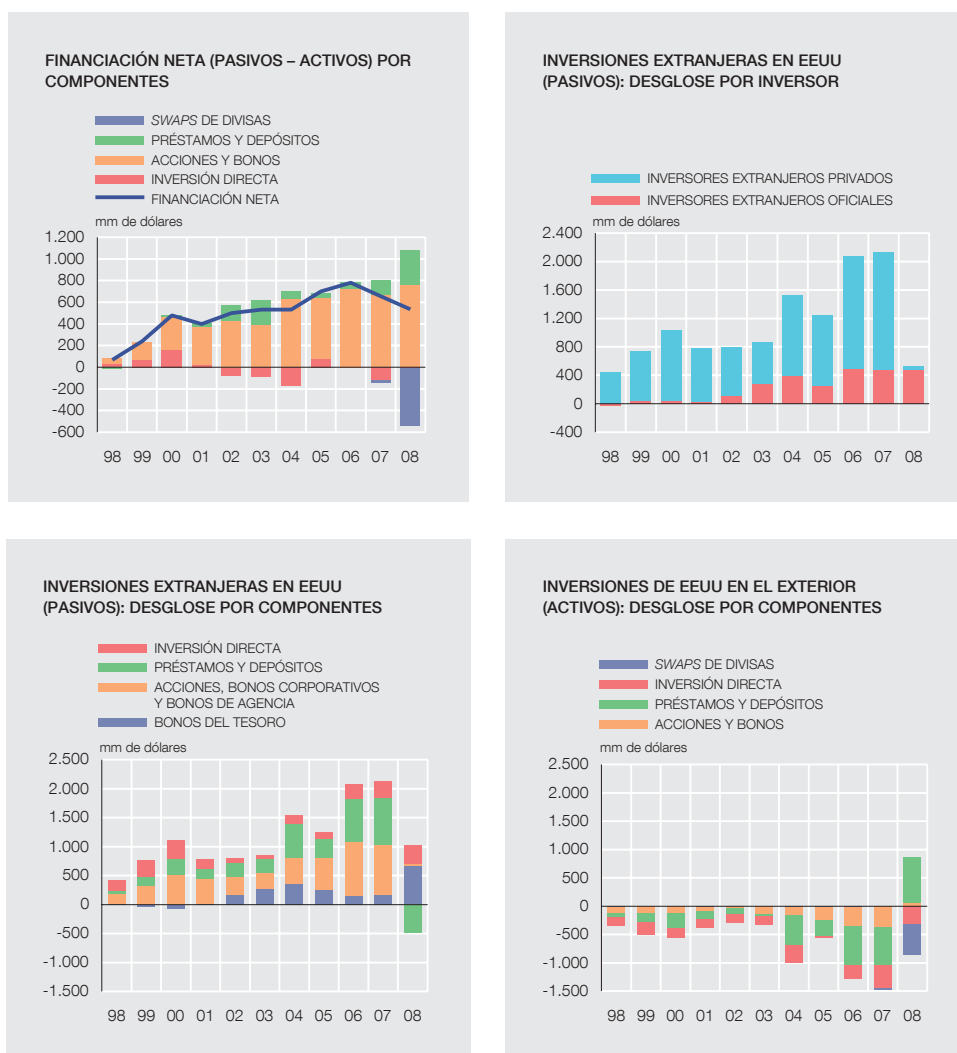 FINANCIACIÓN NETA (PASIVOS – ACTIVOS) POR
COMPONENTES
SWAPS DE DIVISAS
PRÉSTAMOS Y DEPÓSITOS
ACCIONES Y BONOS
INVERSIÓN DIRECTA
FINANCIACIÓN NETA
mm de dólares
1.200
1.000
800
600
400
200
0
-200
-400
-600
98 99 00 01 02 03 04 05 06 07 08
INVERSIONES EXTRANJERAS EN EEUU
(PASIVOS): DESGLOSE POR INVERSOR
INVERSORES EXTRANJEROS PRIVADOS
INVERSORES EXTRANJEROS OFICIALES
mm de dólares
2.400
2.000
1.600
1.200
800
400
0
-400
98 99 00 01 02 03 04 05 06 07 08
INVERSIONES EXTRANJERAS EN EEUU
(PASIVOS): DESGLOSE POR COMPONENTES
INVERSIÓN DIRECTA
PRÉSTAMOS Y DEPÓSITOS
ACCIONES, BONOS CORPORATIVOS
Y BONOS DE AGENCIA
BONOS DEL TESORO
mm de dólares
2.500
2.000
1.500
1.000
500
0
-500
-1.000
-1.500
98 99 00 01 02 03 04 05 06 07 08
INVERSIONES DE EEUU EN EL EXTERIOR
(ACTIVOS): DESGLOSE POR COMPONENTES
SWAPS DE DIVISAS
INVERSIÓN DIRECTA
PRÉSTAMOS Y DEPÓSITOS
ACCIONES Y BONOS
mm de dólares
2.500
2.000
1.500
1.000
500
0
-500
-1.000
-1.500
98 99 00 01 02 03 04 05 06 07 08